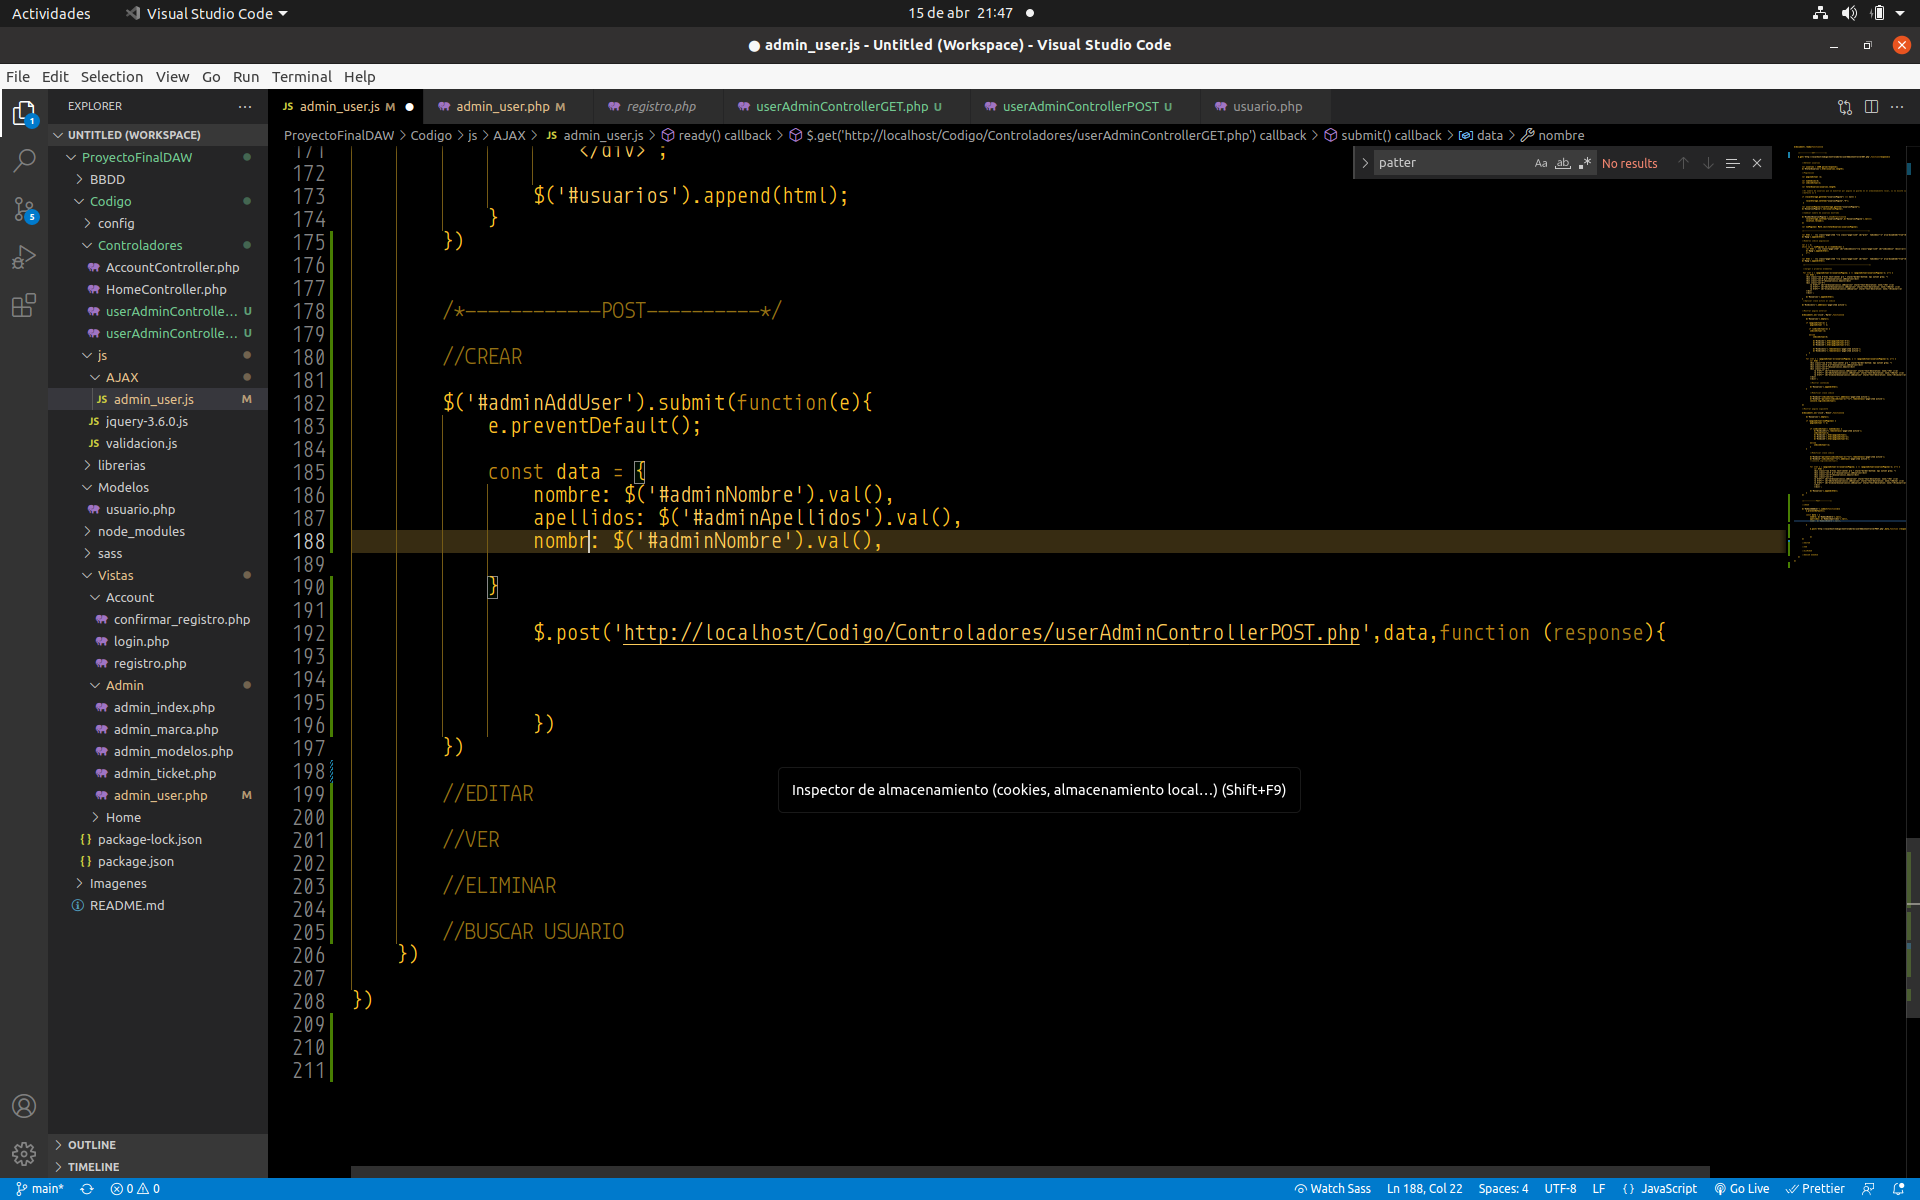 Actividades
Visual Studio Code
15 de abr 21:47
admin_user.js - Untitled (Workspace) - Visual Studio Code
File Edit Selection View Go Run Terminal Help
EXPLORER
UNTITLED (WORKSPACE)
ProyectoFinalDAW
BBDD
Codigo
config
Controladores
AccountController.php
HomeController.php
userAdminControlle... U
userAdminControlle... U
js
AJAX
JS admin_user.js M
JS jquery-3.6.0.js
JS validacion.js
librerias
Modelos
usuario.php
node_modules
sass
Vistas
Account
confirmar_registro.php
login.php
registro.php
Admin
admin_index.php
admin_marca.php
admin_modelos.php
admin_ticket.php
admin_user.php M
Home
{} package-lock.json
{} package.json
Imagenes
README.md
OUTLINE
TIMELINE
1
5
JS admin_user.js M
admin_user.php M
registro.php
userAdminControllerGET.php U
userAdminControllerPOST U
usuario.php
ProyectoFinalDAW > Codigo > js > AJAX > JS admin_user.js > ready() callback > $.get('http://localhost/Codigo/Controladores/userAdminControllerGET.php') callback > submit() callback > data > nombre
patter
Aa ab .*
No results
171 </div>`;
172
173 $('#usuarios').append(html);
174 }
175 })
176
177
178 /*------------POST----------*/
179
180 //CREAR
181
182 $('#adminAddUser').submit(function(e){
183 e.preventDefault();
184
185 const data = {
186 nombre: $('#adminNombre').val(),
187 apellidos: $('#adminApellidos').val(),
188 nombr: $('#adminNombre').val(),
189
190 }
191
192 $.post('http://localhost/Codigo/Controladores/userAdminControllerPOST.php',data,function (response){
193
194
195
196 })
197 })
198
199 //EDITAR
200
201 //VER
202
203 //ELIMINAR
204
205 //BUSCAR USUARIO
206 })
207
208 })
209
210
211
Inspector de almacenamiento (cookies, almacenamiento local...) (Shift+F9)
main* 0 0
Watch Sass Ln 188, Col 22 Spaces: 4 UTF-8 LF {} JavaScript Go Live Prettier